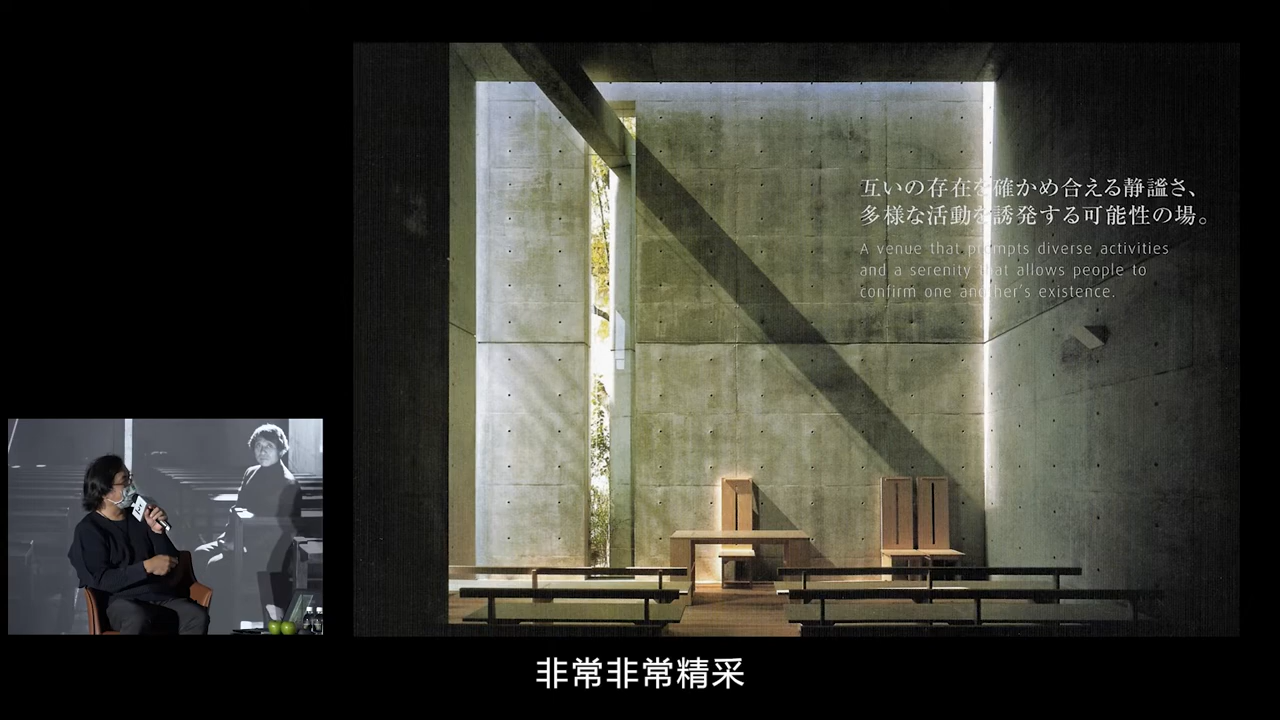 互いの存在を確かめ合える静謐さ、
多様な活動を誘発する可能性の場。
A venue that prompts diverse activities
and a serenity that allows people to
confirm one another's existence.
非常非常精采